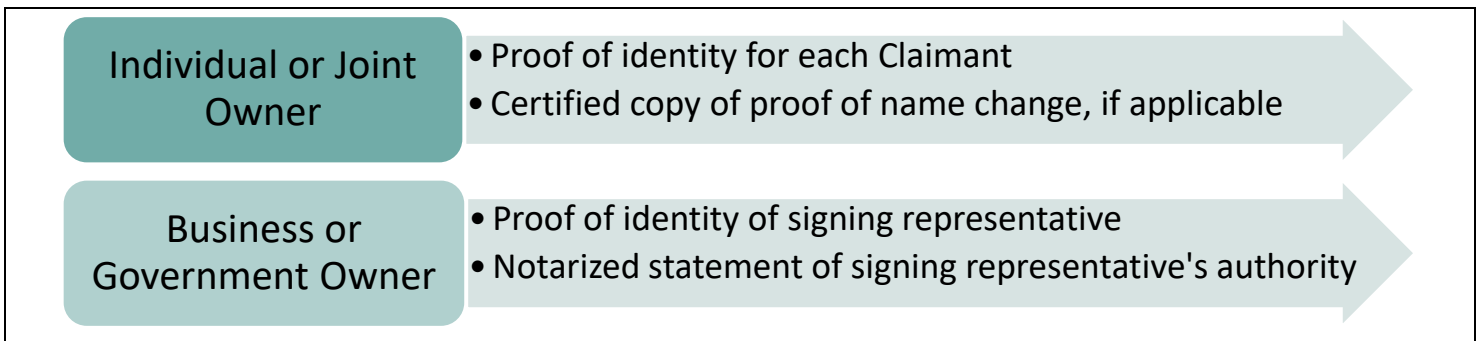 Individual or Joint
Owner
• Proof of identity for each Claimant
• Certified copy of proof of name change, if applicable
Business or
Government Owner
• Proof of identity of signing representative
• Notarized statement of signing representative's authority